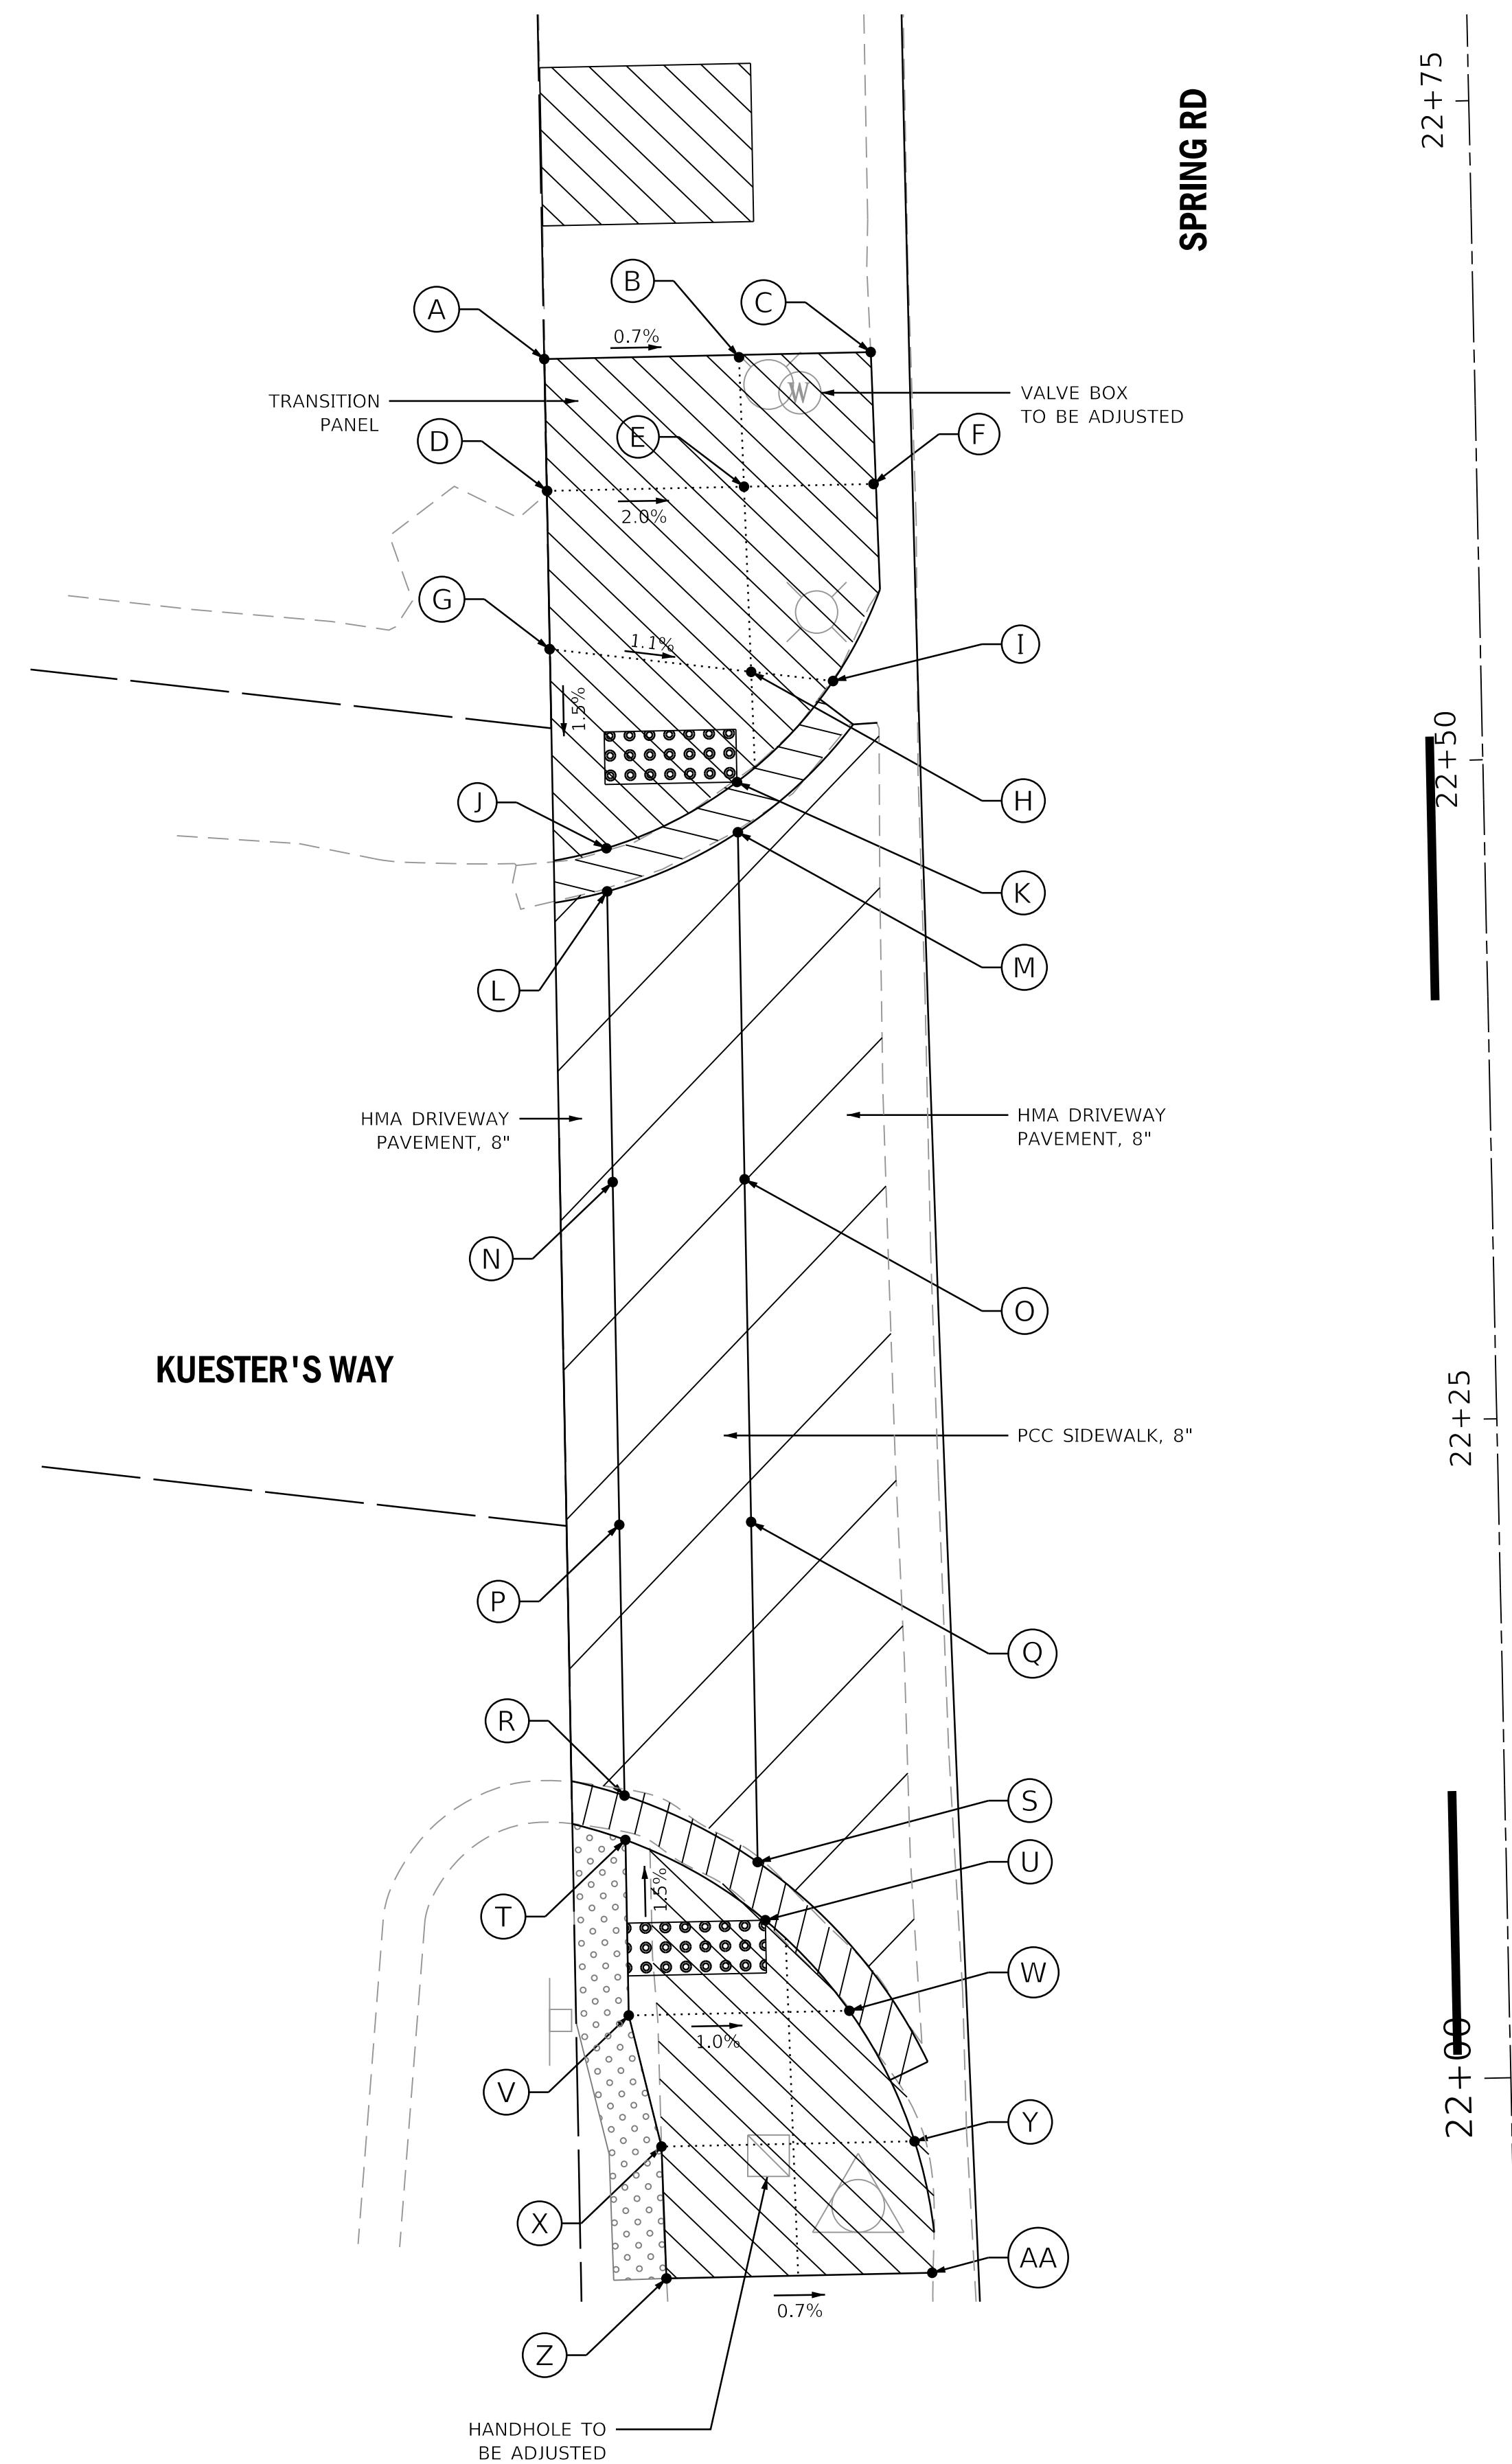 22+75
SPRING RD
B
C
A
0.7%
TRANSITION
PANEL
W
VALVE BOX
TO BE ADJUSTED
D
E
F
2.0%
G
1.1%
I
1.5%
22+50
J
H
K
L
M
HMA DRIVEWAY
PAVEMENT, 8"
HMA DRIVEWAY
PAVEMENT, 8"
N
O
KUESTER'S WAY
22+25
PCC SIDEWALK, 8"
P
Q
R
S
U
1.5%
T
W
1.0%
22+00
V
Y
X
AA
0.7%
Z
HANDHOLE TO
BE ADJUSTED